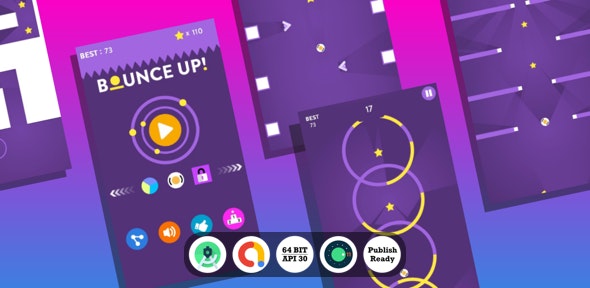 BEST : 73
x 110
BOUNCE UP!
BEST
73
17
64 BIT
API 30
Publish
Ready